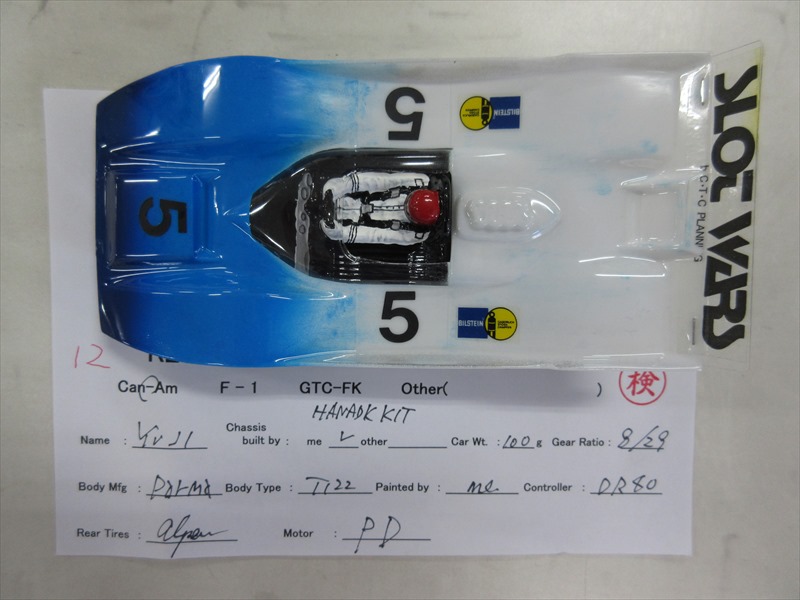 5
BILSTEIN
5
SLOT WARS
5
BILSTEIN
12
Can-Am F-1 GTC-FK Other( ) 検
HANADK KIT
Name : YUJI Chassis built by : me ✓ other Car Wt. : 100 g Gear Ratio : 8/29
Body Mfg : Parma Body Type : T122 Painted by : me Controller : DR80
Rear Tires : alpen Motor : PD